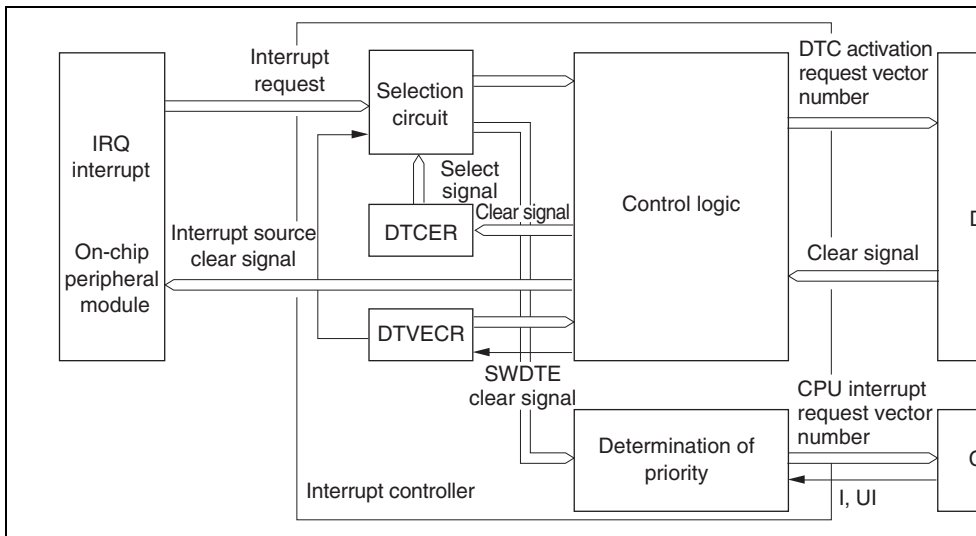 Interrupt
request
DTC activation
request vector
number
Selection
circuit
IRQ
interrupt
Select
signal
Control logic
D
DTCER
Clear signal
Interrupt source
clear signal
On-chip
peripheral
module
Clear signal
DTVECR
SWDTE
clear signal
CPU interrupt
request vector
number
Determination of
priority
C
I, UI
Interrupt controller